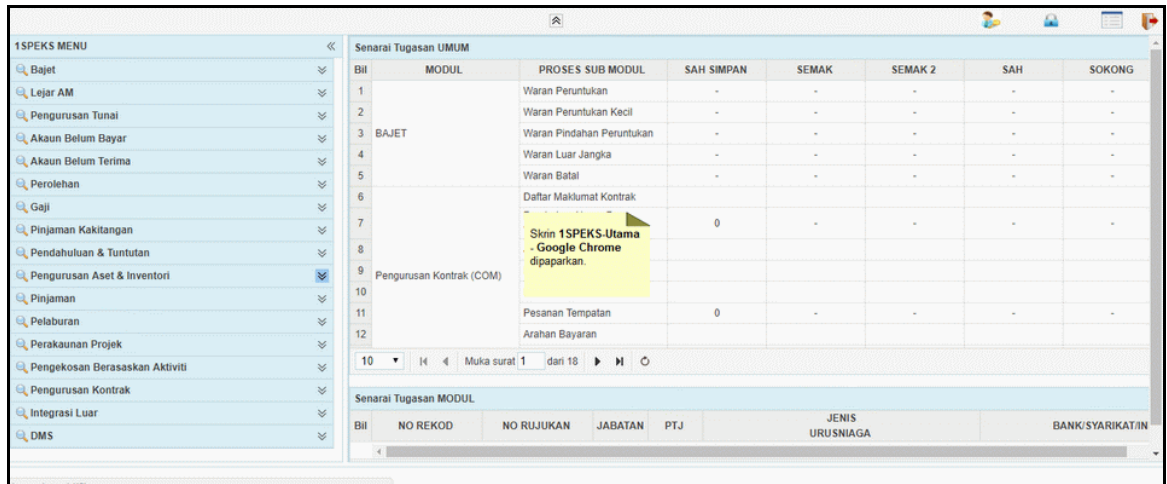 1SPEKS MENU
Bajet
Lejar AM
Pengurusan Tunai
Akaun Belum Bayar
Akaun Belum Terima
Perolehan
Gaji
Pinjaman Kakitangan
Pendahuluan & Tuntutan
Pengurusan Aset & Inventori
Pinjaman
Pelaburan
Perakaunan Projek
Pengekosan Berasaskan Aktiviti
Pengurusan Kontrak
Integrasi Luar
DMS
Senarai Tugasan UMUM
Bil MODUL PROSES SUB MODUL SAH SIMPAN SEMAK SEMAK 2 SAH SOKONG
1 Waran Peruntukan - - - - -
2 Waran Peruntukan Kecil - - - - -
3 BAJET Waran Pindahan Peruntukan - - - - -
4 Waran Luar Jangka - - - - -
5 Waran Batal - - - - -
6 Daftar Maklumat Kontrak
7 0 - - - -
8
9 Pengurusan Kontrak (COM)
10
11 Pesanan Tempatan 0 - - - -
12 Arahan Bayaran
Skrin 1SPEKS-Utama
- Google Chrome
dipaparkan.
10 Muka surat 1 dari 18
Senarai Tugasan MODUL
Bil NO REKOD NO RUJUKAN JABATAN PTJ JENIS URUSNIAGA BANK/SYARIKAT/IN